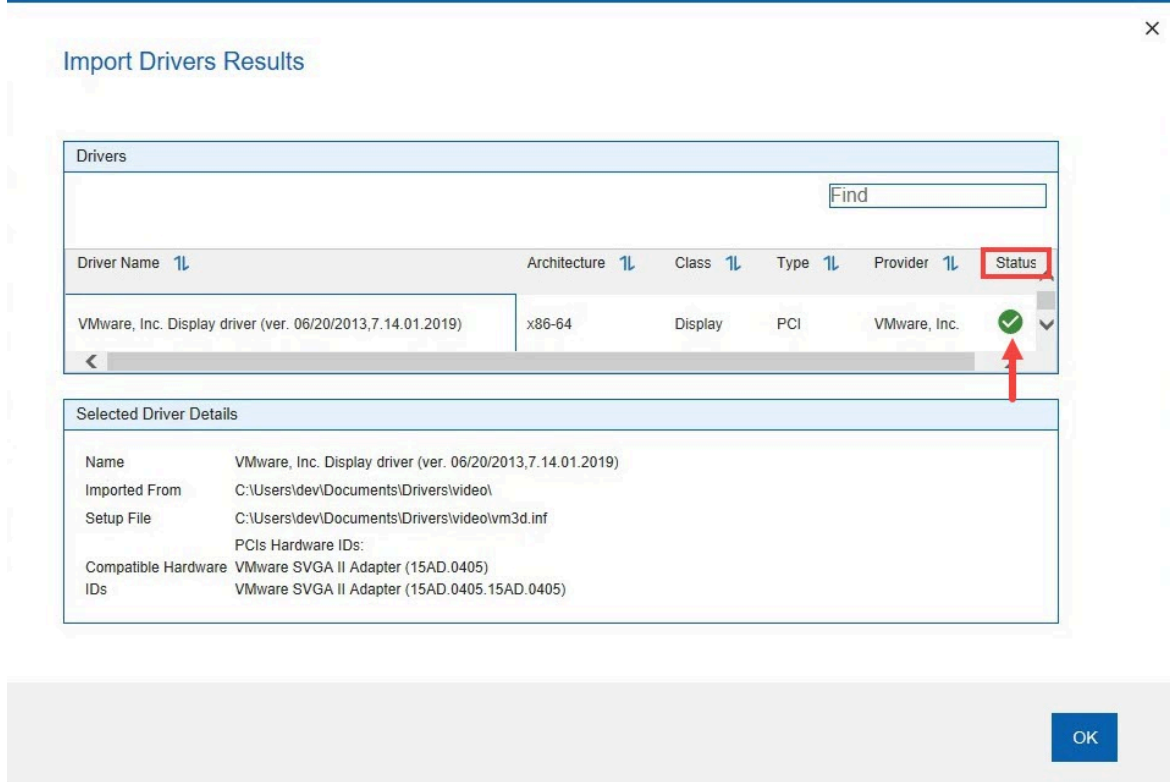 Import Drivers Results
Drivers
Find
Driver Name Architecture Class Type Provider Status
VMware, Inc. Display driver (ver. 06/20/2013,7.14.01.2019) x86-64 Display PCI VMware, Inc.
Selected Driver Details
Name VMware, Inc. Display driver (ver. 06/20/2013,7.14.01.2019)
Imported From C:\Users\dev\Documents\Drivers\video\
Setup File C:\Users\dev\Documents\Drivers\video\vm3d.inf
PCIs Hardware IDs:
Compatible Hardware VMware SVGA II Adapter (15AD.0405)
IDs VMware SVGA II Adapter (15AD.0405.15AD.0405)
OK